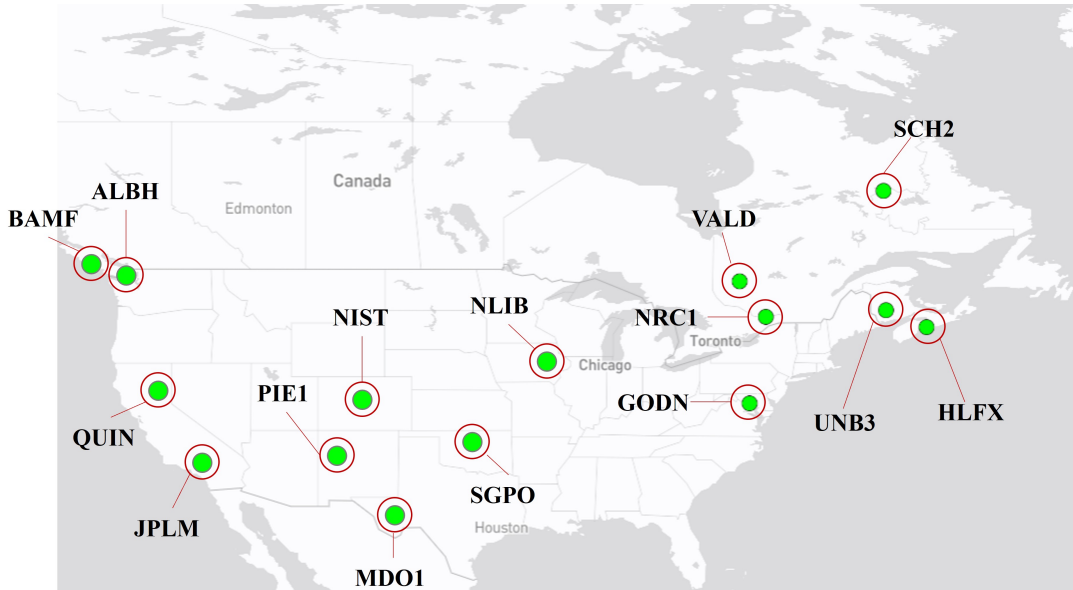 SCH2
ALBH
Canada
Edmonton
BAMF
VALD
NIST
NLIB
NRC1
Toronto
Chicago
PIE1
GODN
HLFX
UNB3
QUIN
SGPO
JPLM
Houston
MDO1